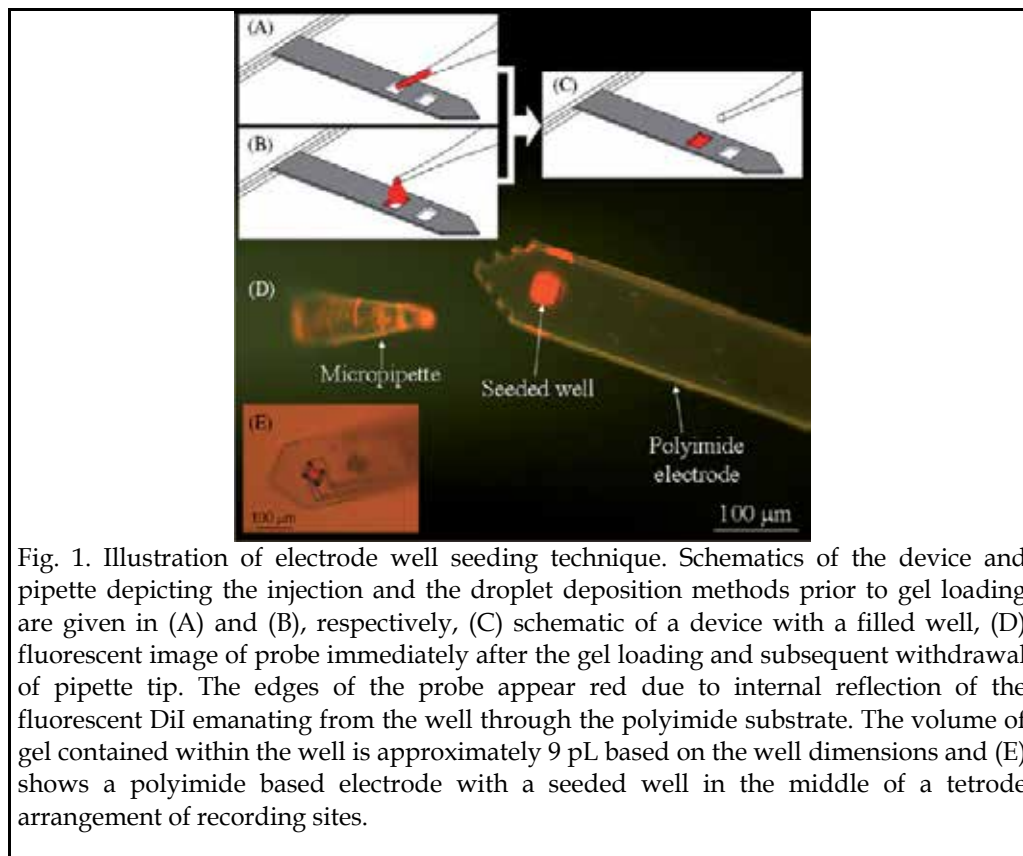 (A)
(B)
(C)
(D)
Micropipette
Seeded well
Polyimide
electrode
(E)
100 µm
100 µm
Fig. 1. Illustration of electrode well seeding technique. Schematics of the device and
pipette depicting the injection and the droplet deposition methods prior to gel loading
are given in (A) and (B), respectively, (C) schematic of a device with a filled well, (D)
fluorescent image of probe immediately after the gel loading and subsequent withdrawal
of pipette tip. The edges of the probe appear red due to internal reflection of the
fluorescent DiI emanating from the well through the polyimide substrate. The volume of
gel contained within the well is approximately 9 pL based on the well dimensions and (E)
shows a polyimide based electrode with a seeded well in the middle of a tetrode
arrangement of recording sites.